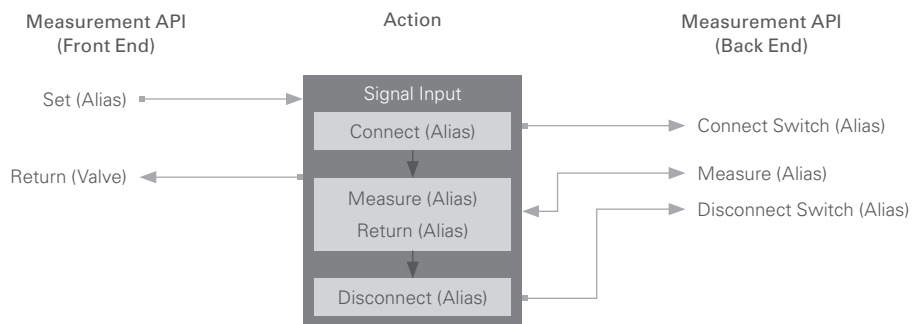 Measurement API
(Front End)
Action
Measurement API
(Back End)
Set (Alias)
Signal Input
Connect (Alias)
Connect Switch (Alias)
Return (Valve)
Measure (Alias)
Return (Alias)
Measure (Alias)
Disconnect Switch (Alias)
Disconnect (Alias)